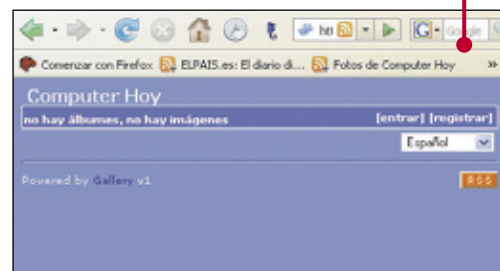 Google
Comenzar con Firefox ELPAIS.es: El diario d... Fotos de Computer Hoy
Computer Hoy
no hay álbumes, no hay imágenes [entrar] [registrar]
Español
Powered by Gallery v1 RSS